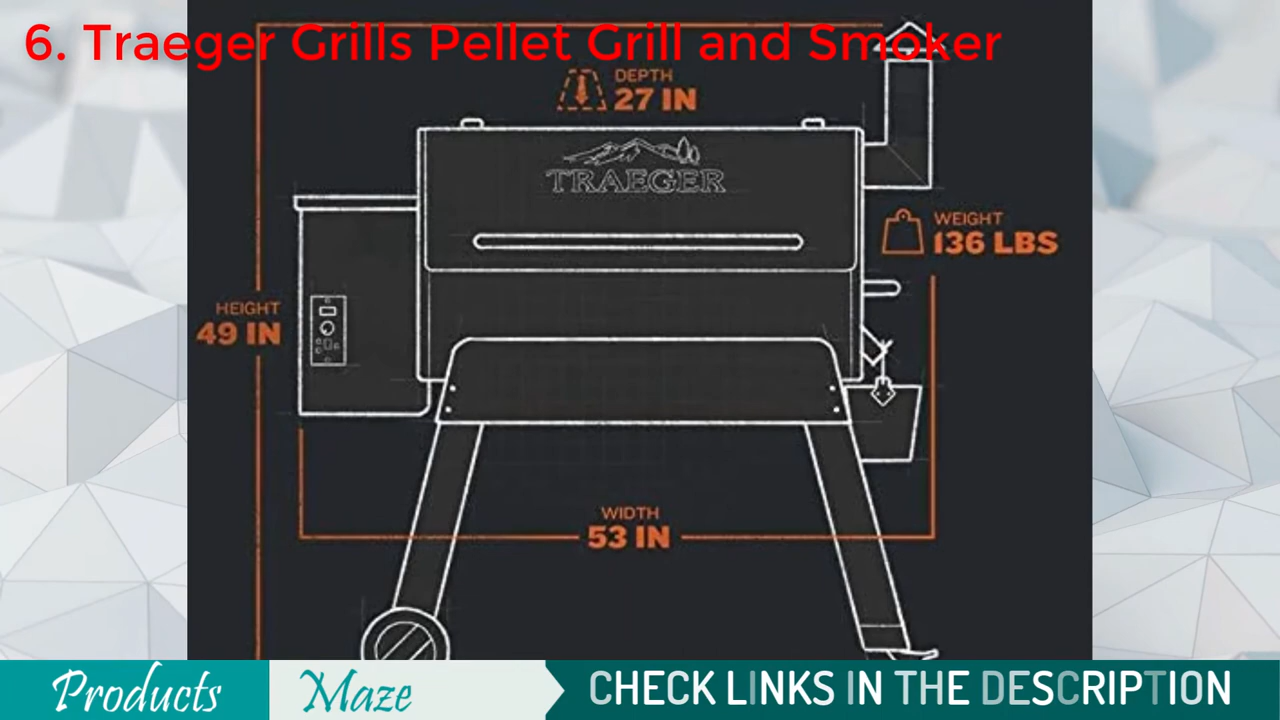 6. Traeger Grills Pellet Grill and Smoker
DEPTH
27 IN
TRAEGER
WEIGHT
136 LBS
HEIGHT
49 IN
WIDTH
53 IN
Products Maze
CHECK LINKS IN THE DESCRIPTION